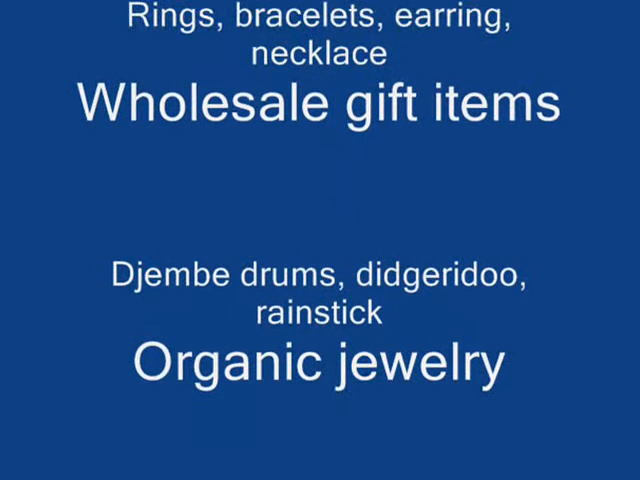 Rings, bracelets, earring,
necklace
Wholesale gift items
Djembe drums, didgeridoo,
rainstick
Organic jewelry